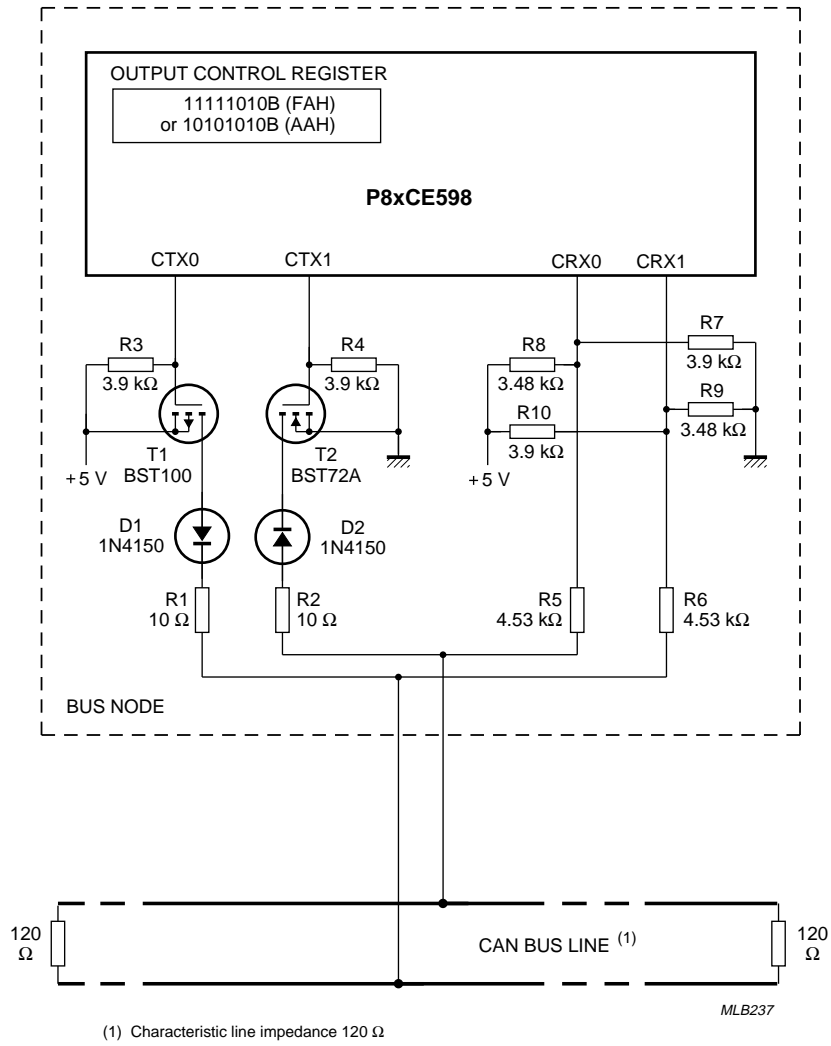 OUTPUT CONTROL REGISTER
11111010B (FAH)
or 10101010B (AAH)
P8xCE598
CTX0
CTX1
CRX0
CRX1
R3
3.9 kΩ
R4
3.9 kΩ
R8
3.48 kΩ
R7
3.9 kΩ
R10
3.9 kΩ
R9
3.48 kΩ
+5 V
T1
BST100
T2
BST72A
+5 V
D1
1N4150
D2
1N4150
R1
10 Ω
R2
10 Ω
R5
4.53 kΩ
R6
4.53 kΩ
BUS NODE
120
Ω
CAN BUS LINE (1)
120
Ω
MLB237
(1) Characteristic line impedance 120 Ω